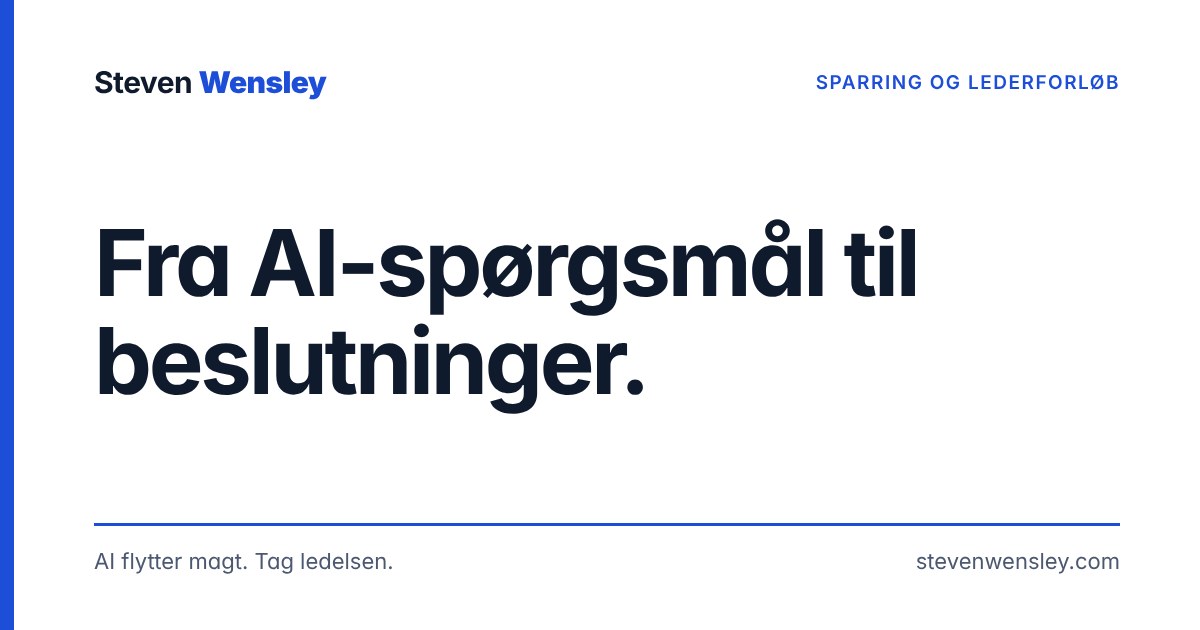 Steven Wensley
SPARRING OG LEDERFORLØB
Fra AI-spørgsmål til
beslutninger.
AI flytter magt. Tag ledelsen.
stevenwensley.com